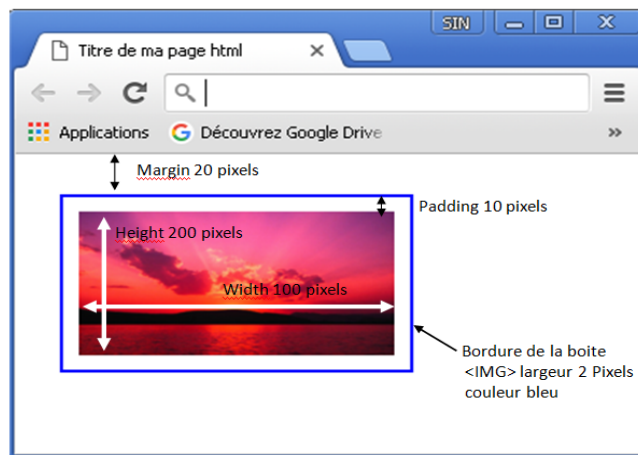 SIN
Titre de ma page html
Applications
Découvrez Google Drive
Margin 20 pixels
Padding 10 pixels
Height 200 pixels
Width 100 pixels
Bordure de la boite
<IMG> largeur 2 Pixels
couleur bleu